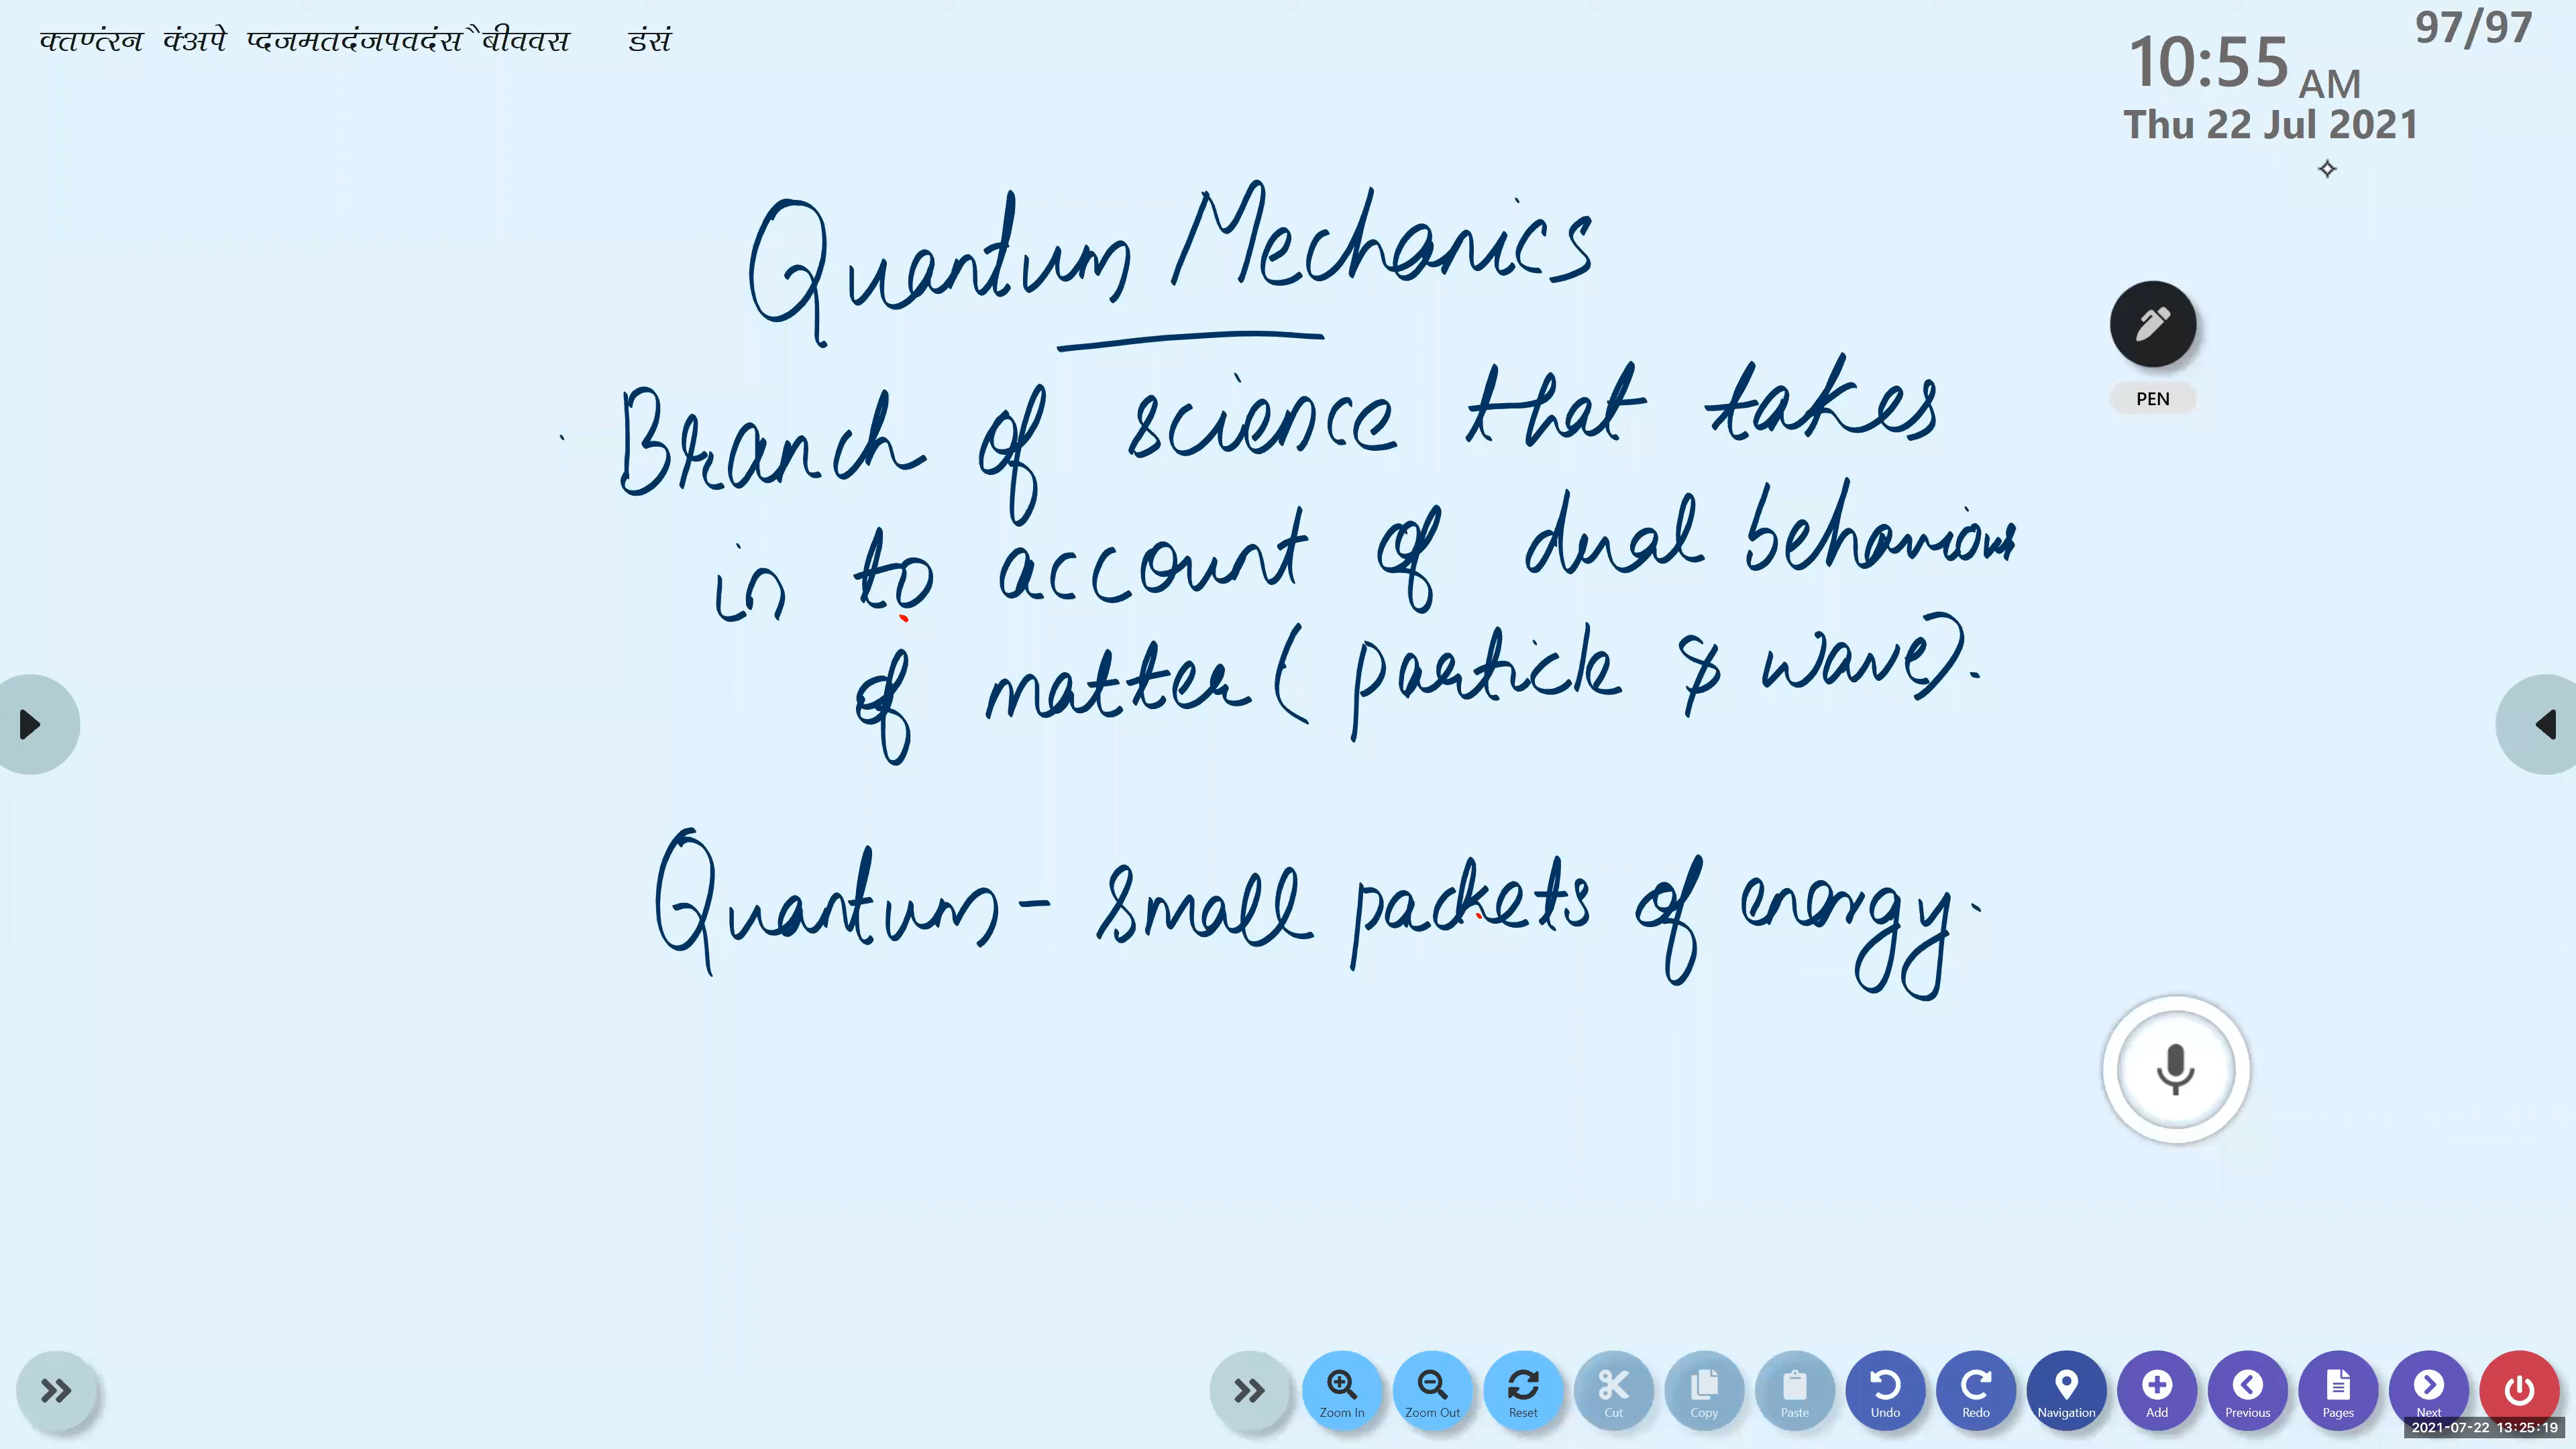 क्तण्त्ंरन क्ंअपे प्दजमतदंजपवदंस ैबीववस डंसं
97/97
10:55 AM
Thu 22 Jul 2021
Quantum Mechanics
Branch of science that takes
in to account of dual behaviour
of matter (particle & wave).
Quantum - small packets of energy.
PEN
Zoom In Zoom Out Reset Cut Copy Paste Undo Redo Navigation Add Previous Pages Next
2021-07-22 13:25:19